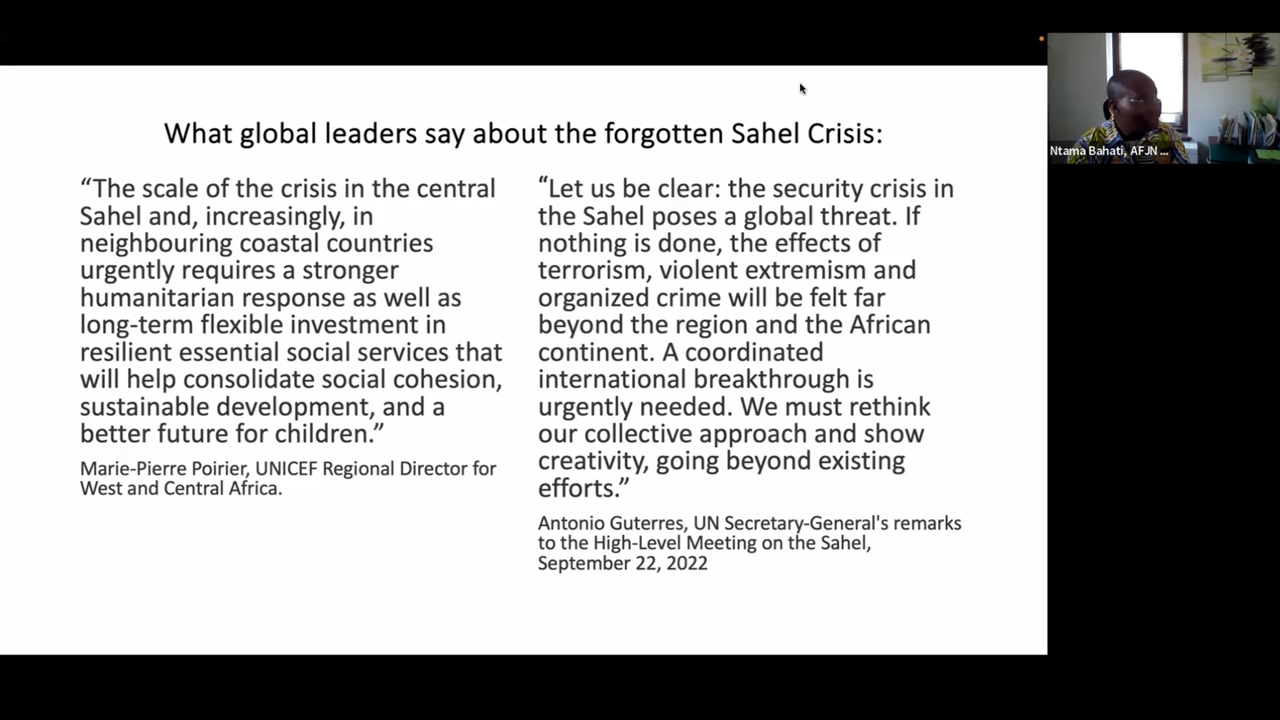 What global leaders say about the forgotten Sahel Crisis:
“The scale of the crisis in the central
Sahel and, increasingly, in
neighbouring coastal countries
urgently requires a stronger
humanitarian response as well as
long-term flexible investment in
resilient essential social services that
will help consolidate social cohesion,
sustainable development, and a
better future for children.”
Marie-Pierre Poirier, UNICEF Regional Director for
West and Central Africa.
“Let us be clear: the security crisis in
the Sahel poses a global threat. If
nothing is done, the effects of
terrorism, violent extremism and
organized crime will be felt far
beyond the region and the African
continent. A coordinated
international breakthrough is
urgently needed. We must rethink
our collective approach and show
creativity, going beyond existing
efforts.”
Antonio Guterres, UN Secretary-General's remarks
to the High-Level Meeting on the Sahel,
September 22, 2022
Ntama Bahati, AFJN ...